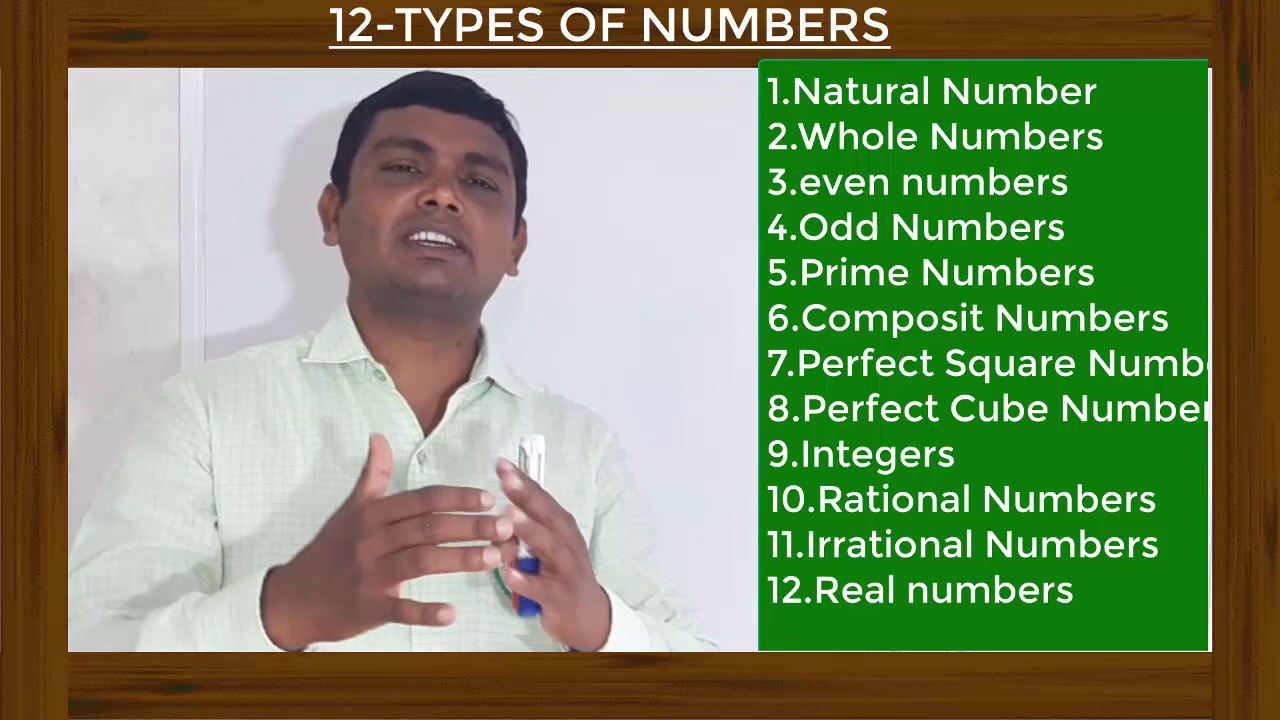 12-TYPES OF NUMBERS
1.Natural Number
2.Whole Numbers
3.even numbers
4.Odd Numbers
5.Prime Numbers
6.Composit Numbers
7.Perfect Square Numb
8.Perfect Cube Number
9.Integers
10.Rational Numbers
11.Irrational Numbers
12.Real numbers